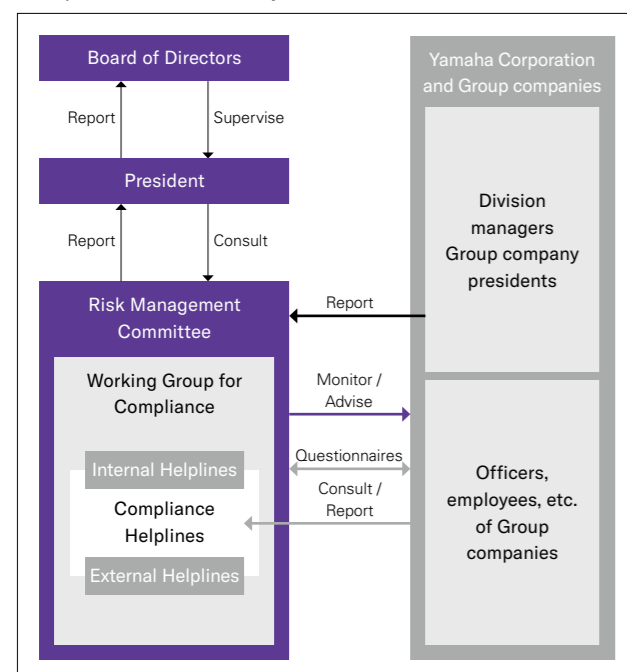 Board of Directors
Report
Supervise
President
Report
Consult
Risk Management
Committee
Working Group for
Compliance
Internal Helplines
Compliance
Helplines
External Helplines
Report
Monitor /
Advise
Questionnaires
Consult /
Report
Yamaha Corporation
and Group companies
Division
managers
Group company
presidents
Officers,
employees, etc.
of Group
companies